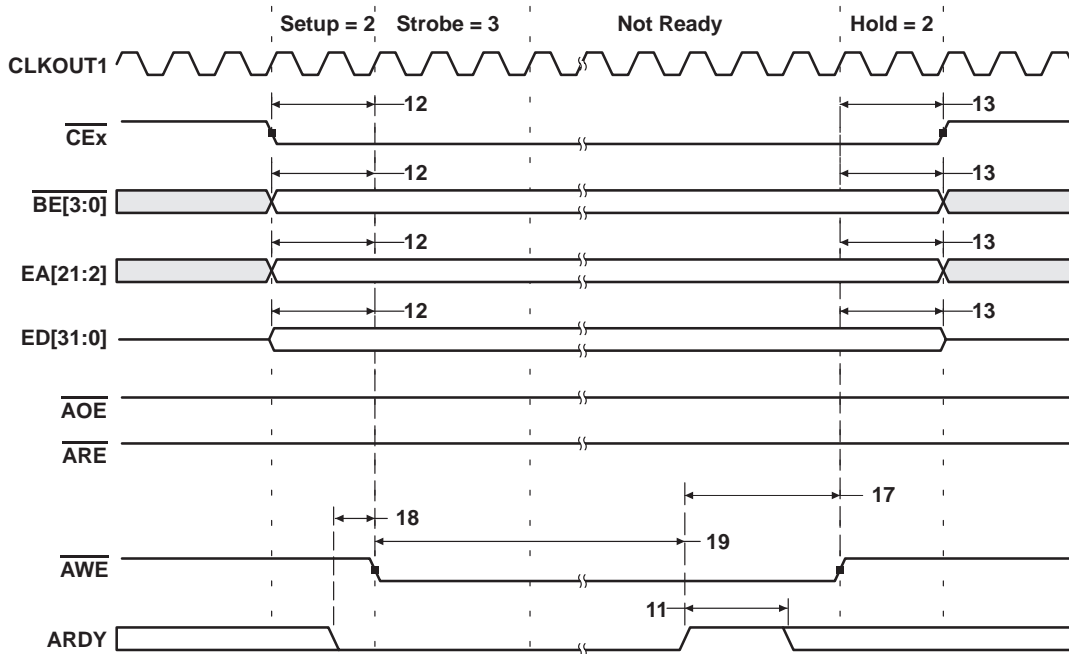 Setup = 2 Strobe = 3 Not Ready Hold = 2
CLKOUT1
12 13
CEx
12 13
BE[3:0]
12 13
EA[21:2]
12 13
ED[31:0]
AOE
ARE
17
18
19
AWE
11
ARDY